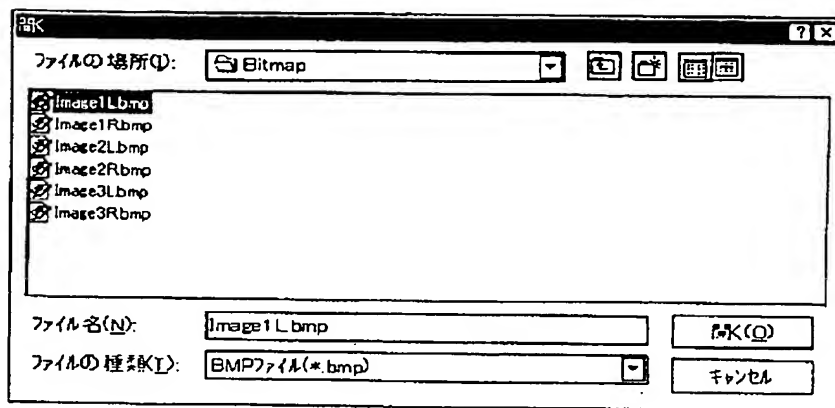 開く
ファイルの場所(I): Bitmap
Image1L.bmp
Image1R.bmp
Image2L.bmp
Image2R.bmp
Image3L.bmp
Image3R.bmp
ファイル名(N): Image1L.bmp 開く(O)
ファイルの種類(T): BMPファイル(*.bmp) キャンセル